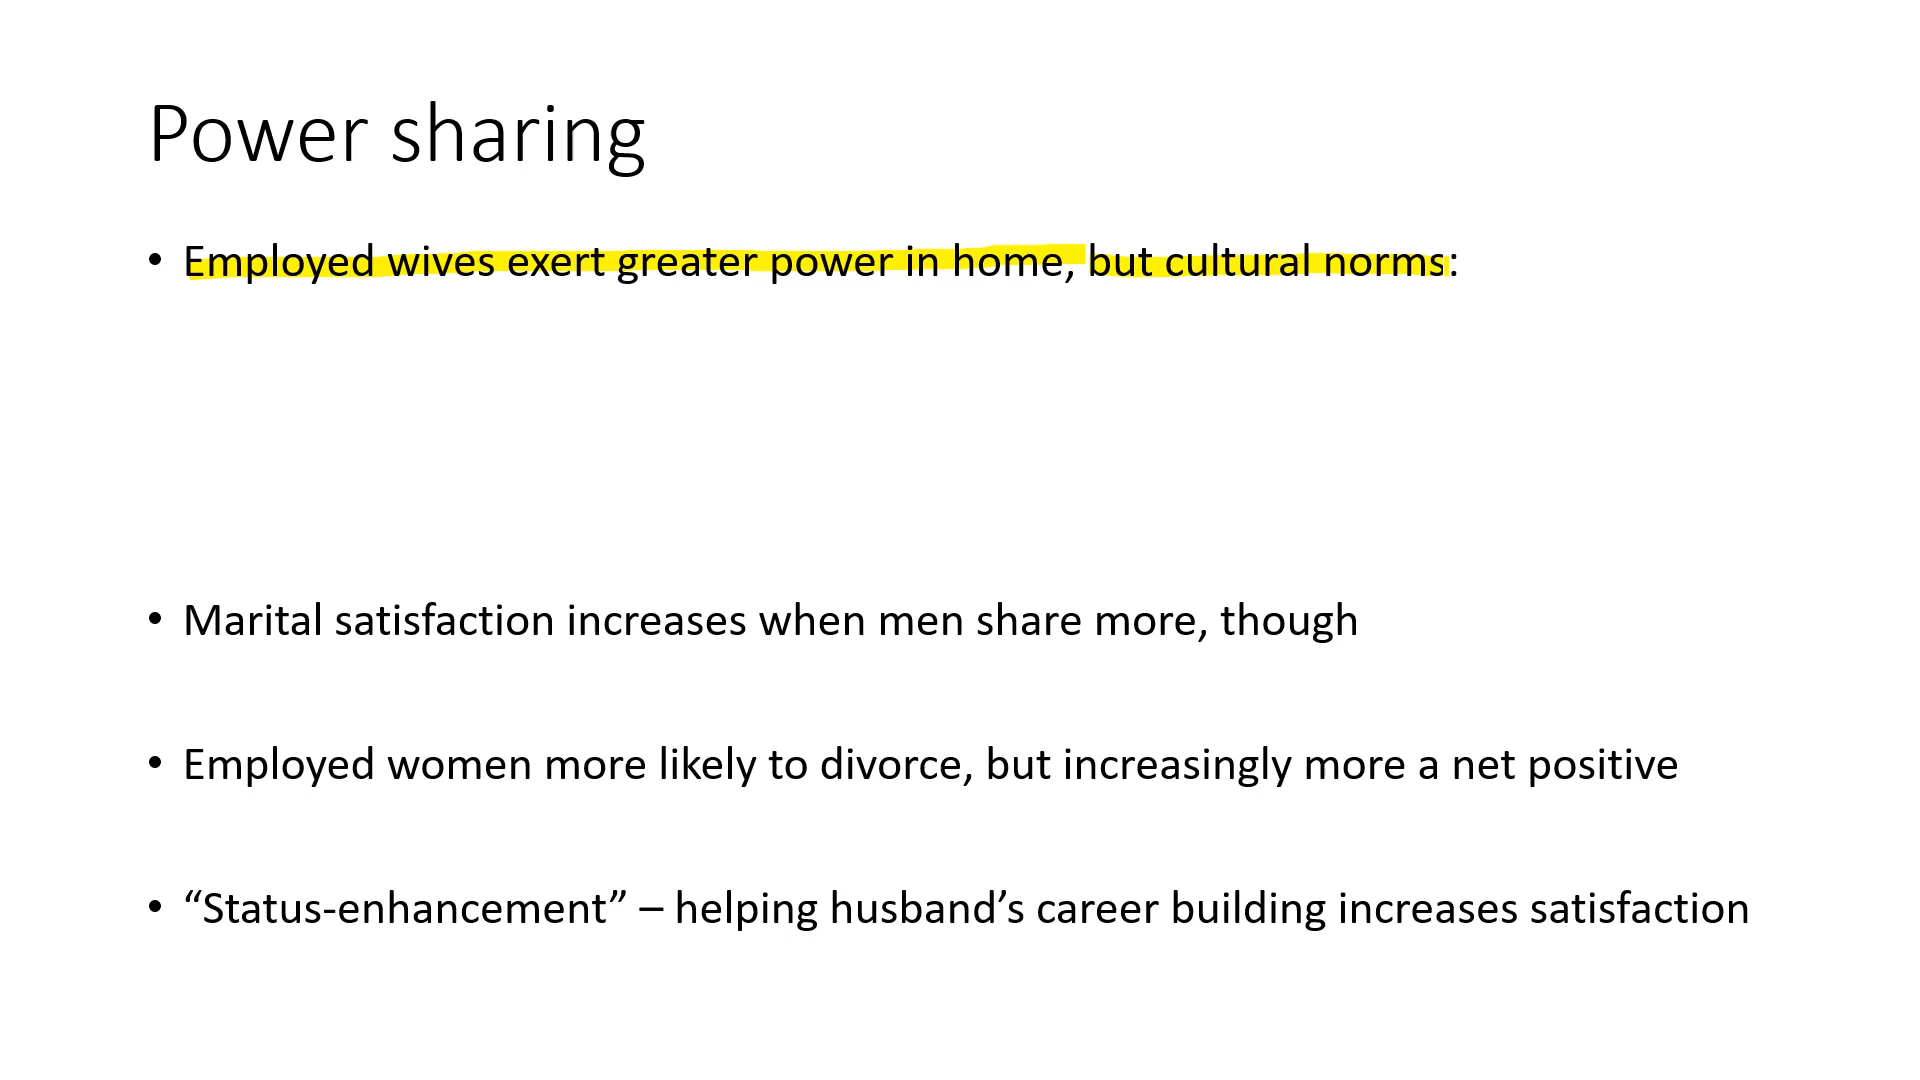 Power sharing
• Employed wives exert greater power in home, but cultural norms:
• Marital satisfaction increases when men share more, though
• Employed women more likely to divorce, but increasingly more a net positive
• “Status-enhancement” – helping husband’s career building increases satisfaction